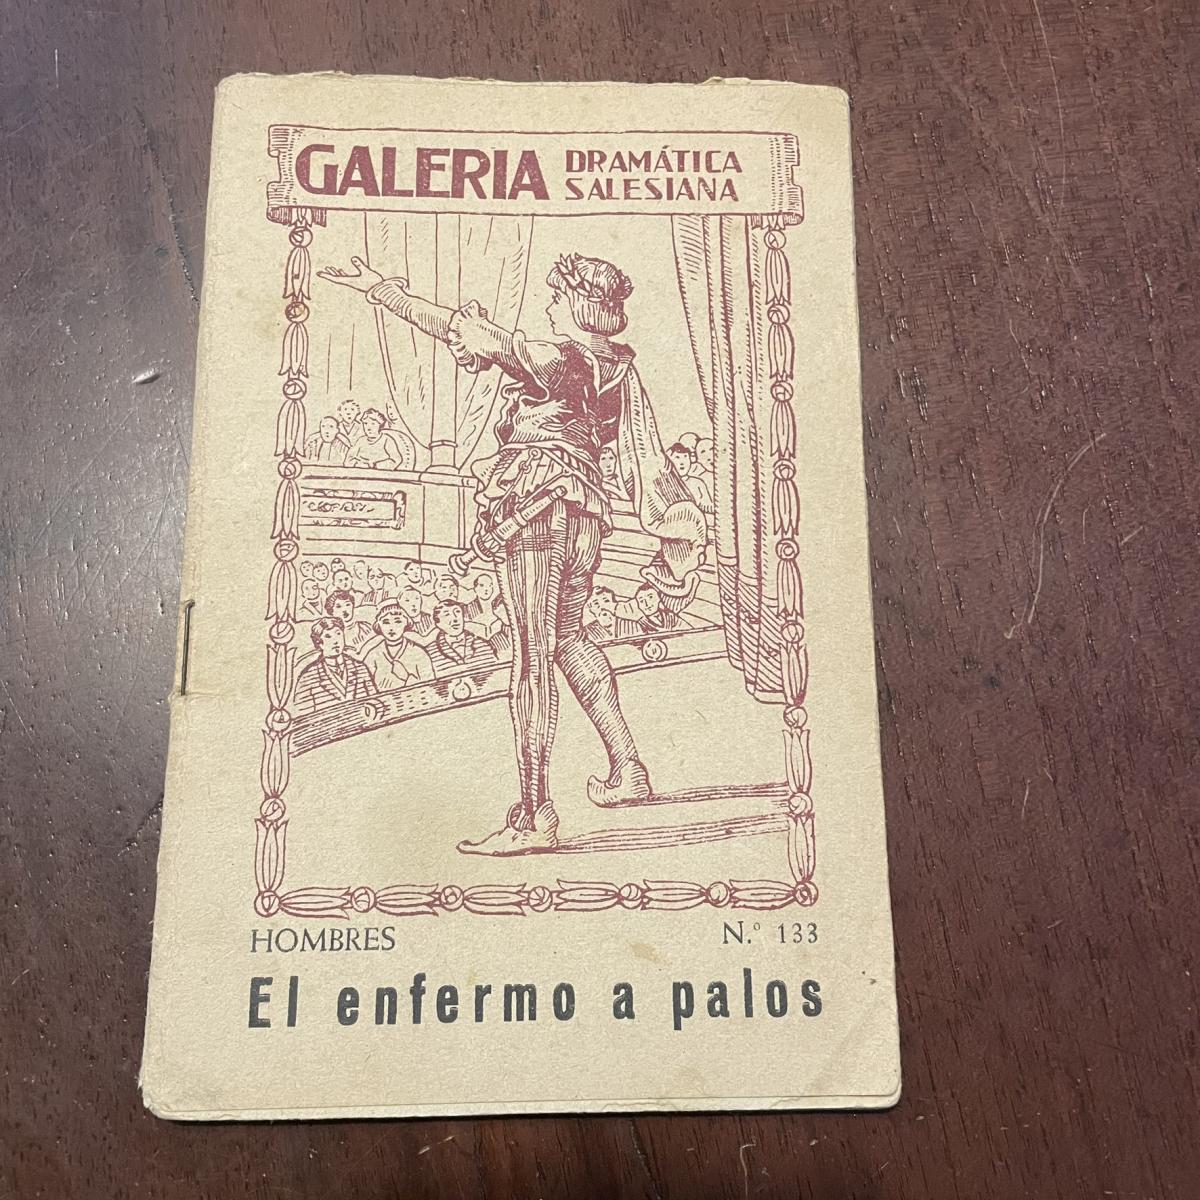 GALERIA DRAMÁTICA
SALESIANA
HOMBRES N.º 133
El enfermo a palos